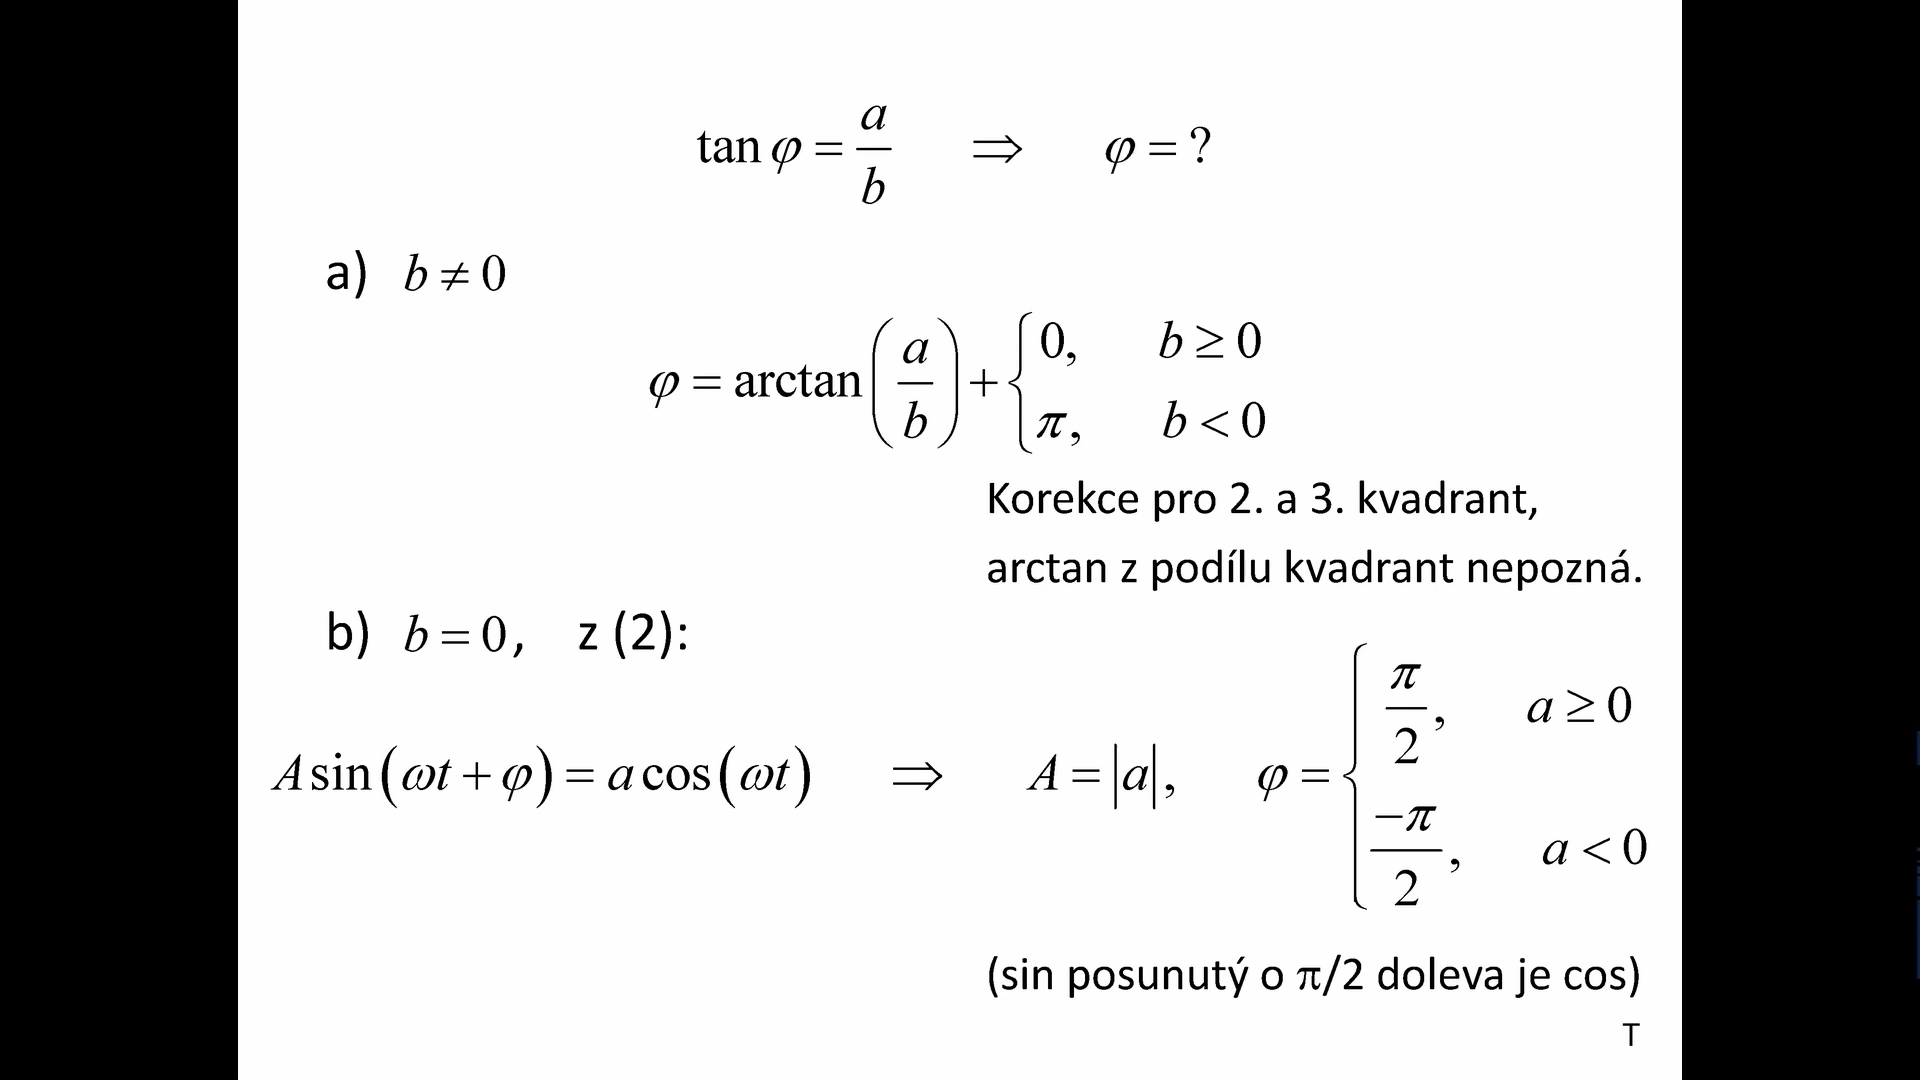 tan φ = a/b ⇒ φ = ?
a) b ≠ 0
φ = arctan(a/b) + { 0, b ≥ 0
π, b < 0
Korekce pro 2. a 3. kvadrant,
arctan z podílu kvadrant nepozná.
b) b = 0, z (2):
A sin(ωt + φ) = a cos(ωt) ⇒ A = |a|, φ = { π/2, a ≥ 0
−π/2, a < 0
(sin posunutý o π/2 doleva je cos)
T